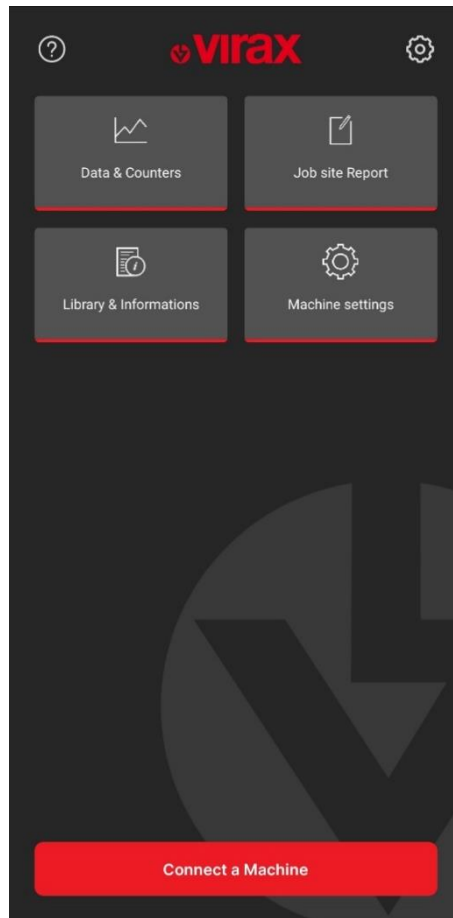 virax
Data & Counters
Job site Report
Library & Informations
Machine settings
Connect a Machine